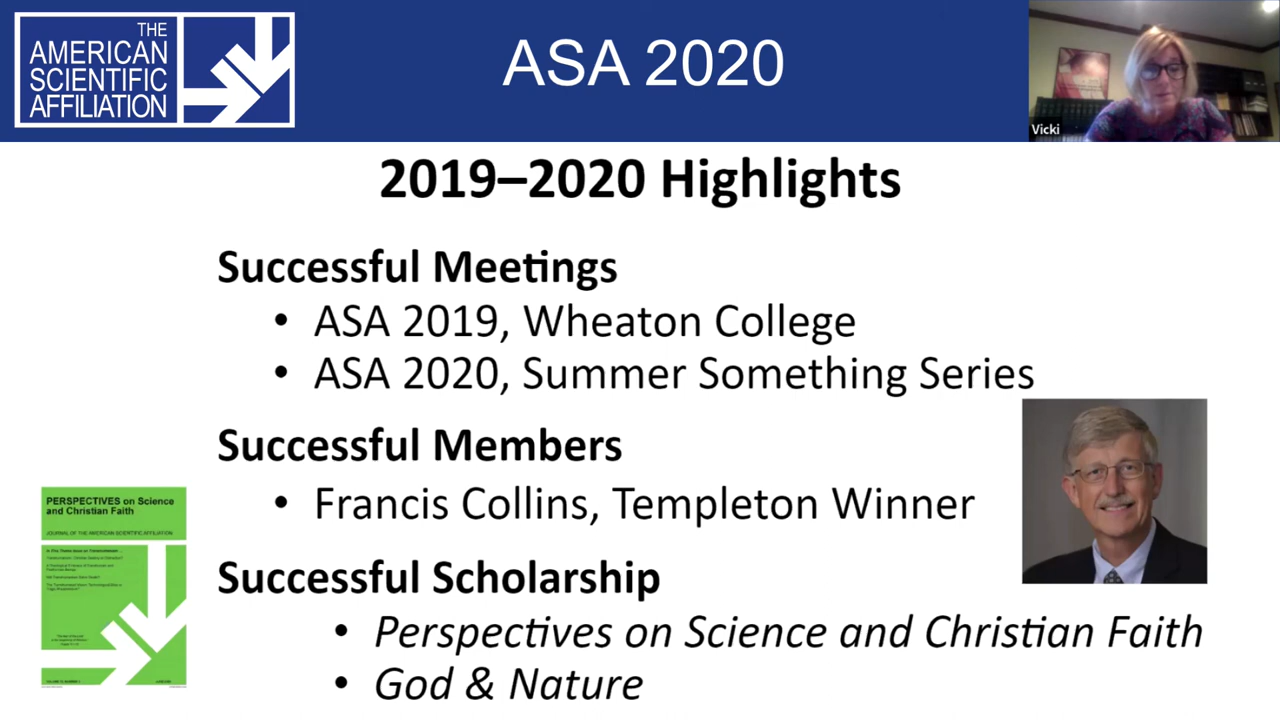 THE
AMERICAN
SCIENTIFIC
AFFILIATION
ASA 2020
Vicki
2019–2020 Highlights
Successful Meetings
• ASA 2019, Wheaton College
• ASA 2020, Summer Something Series
Successful Members
• Francis Collins, Templeton Winner
Successful Scholarship
• Perspectives on Science and Christian Faith
• God & Nature
PERSPECTIVES on Science
and Christian Faith
JOURNAL OF THE AMERICAN SCIENTIFIC AFFILIATION